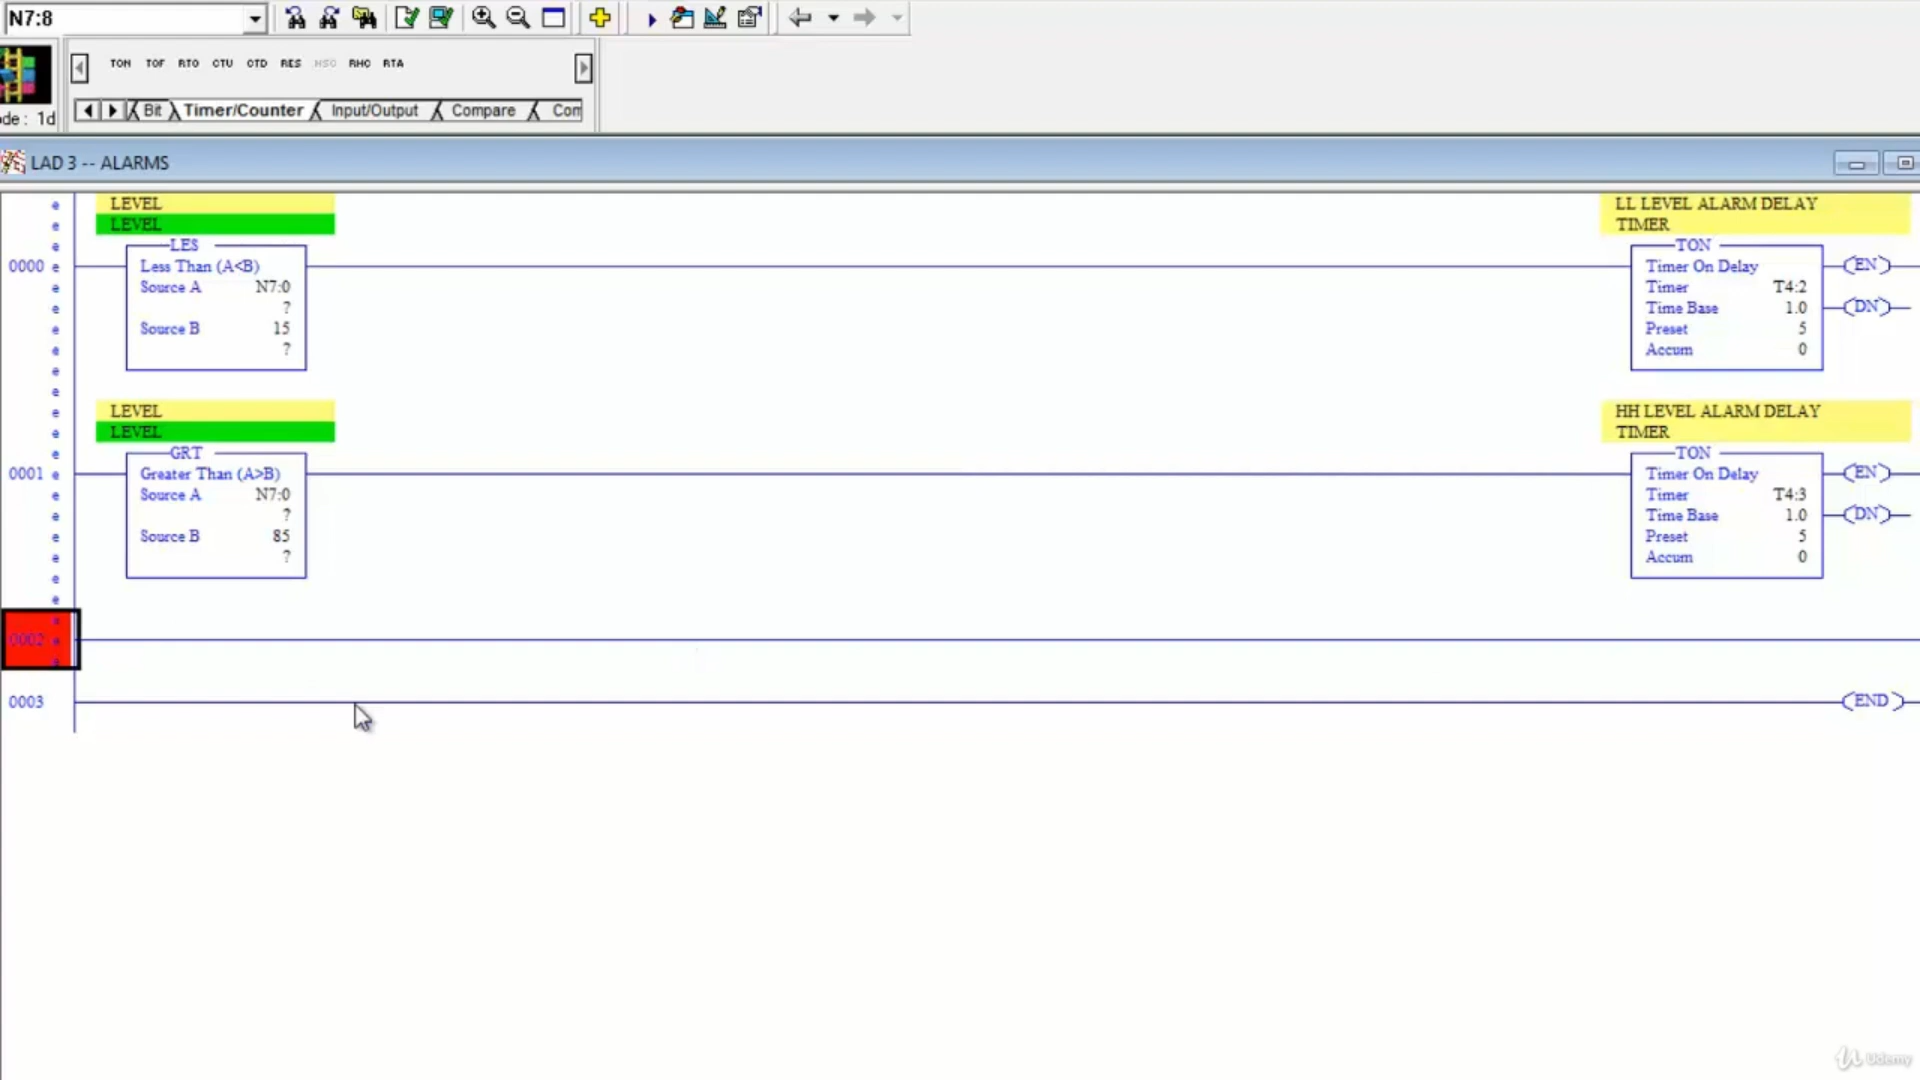 N7:8
TON TOF RTO CTU CTD RES HSC RHC RTA
ode : 1d
Bit Timer/Counter Input/Output Compare Com
LAD 3 -- ALARMS
LEVEL
LEVEL
LL LEVEL ALARM DELAY
TIMER
LES
TON
0000 e
Less Than (A<B)
Timer On Delay
EN
Source A N7:0
Timer T4:2
?
Time Base 1.0
DN
Source B 15
Preset 5
?
Accum 0
LEVEL
LEVEL
HH LEVEL ALARM DELAY
TIMER
GRT
TON
0001 e
Greater Than (A>B)
Timer On Delay
EN
Source A N7:0
Timer T4:3
?
Time Base 1.0
DN
Source B 85
Preset 5
?
Accum 0
0002 e
0003
END
Udemy